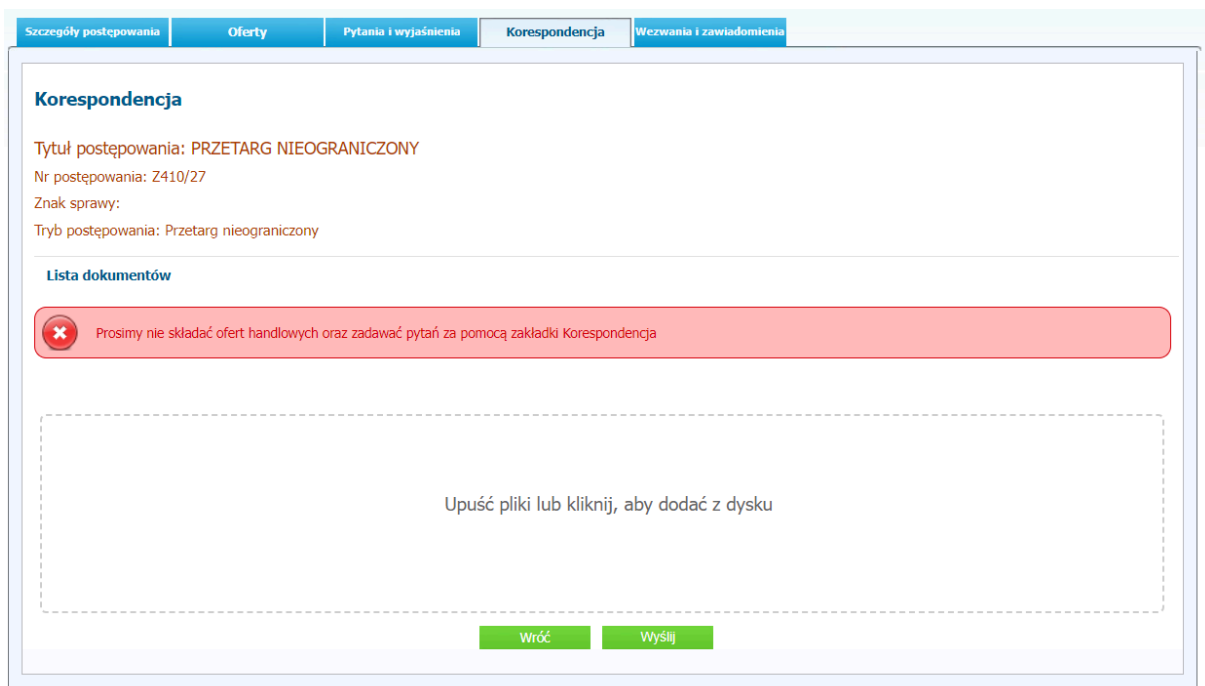 Szczegóły postępowania
Oferty
Pytania i wyjaśnienia
Korespondencja
Wezwania i zawiadomienia
Korespondencja
Tytuł postępowania: PRZETARG NIEOGRANICZONY
Nr postępowania: Z410/27
Znak sprawy:
Tryb postępowania: Przetarg nieograniczony
Lista dokumentów
Prosimy nie składać ofert handlowych oraz zadawać pytań za pomocą zakładki Korespondencja
Upuść pliki lub kliknij, aby dodać z dysku
Wróć
Wyślij